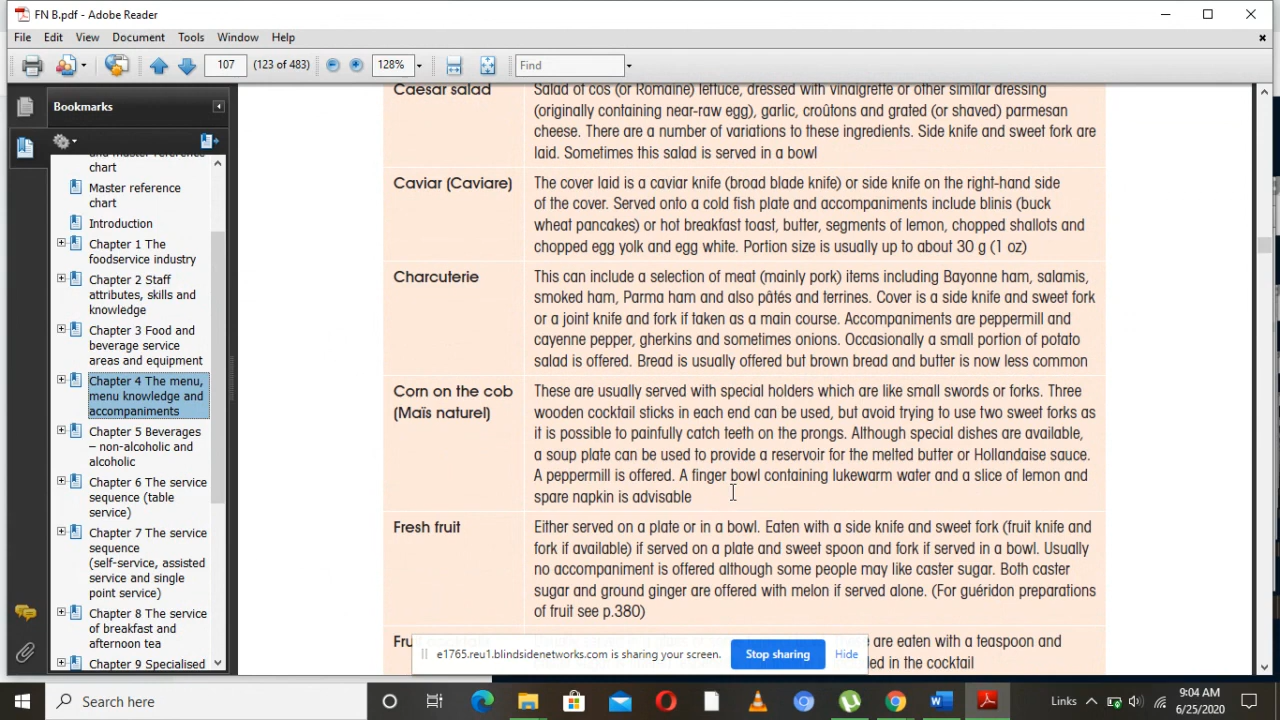 FN B.pdf - Adobe Reader
File Edit View Document Tools Window Help
107 (123 of 483) 128% Find
Bookmarks
and master reference
chart
Master reference
chart
Introduction
Chapter 1 The
foodservice industry
Chapter 2 Staff
attributes, skills and
knowledge
Chapter 3 Food and
beverage service
areas and equipment
Chapter 4 The menu,
menu knowledge and
accompaniments
Chapter 5 Beverages
– non-alcoholic and
alcoholic
Chapter 6 The service
sequence (table
service)
Chapter 7 The service
sequence
(self-service, assisted
service and single
point service)
Chapter 8 The service
of breakfast and
afternoon tea
Chapter 9 Specialised
Caesar salad
Salad of cos (or Romaine) lettuce, dressed with vinaigrette or other similar dressing
(originally containing near-raw egg), garlic, croûtons and grated (or shaved) parmesan
cheese. There are a number of variations to these ingredients. Side knife and sweet fork are
laid. Sometimes this salad is served in a bowl
Caviar (Caviare)
The cover laid is a caviar knife (broad blade knife) or side knife on the right-hand side
of the cover. Served onto a cold fish plate and accompaniments include blinis (buck
wheat pancakes) or hot breakfast toast, butter, segments of lemon, chopped shallots and
chopped egg yolk and egg white. Portion size is usually up to about 30 g (1 oz)
Charcuterie
This can include a selection of meat (mainly pork) items including Bayonne ham, salamis,
smoked ham, Parma ham and also pâtés and terrines. Cover is a side knife and sweet fork
or a joint knife and fork if taken as a main course. Accompaniments are peppermill and
cayenne pepper, gherkins and sometimes onions. Occasionally a small portion of potato
salad is offered. Bread is usually offered but brown bread and butter is now less common
Corn on the cob
(Maïs naturel)
These are usually served with special holders which are like small swords or forks. Three
wooden cocktail sticks in each end can be used, but avoid trying to use two sweet forks as
it is possible to painfully catch teeth on the prongs. Although special dishes are available,
a soup plate can be used to provide a reservoir for the melted butter or Hollandaise sauce.
A peppermill is offered. A finger bowl containing lukewarm water and a slice of lemon and
spare napkin is advisable
Fresh fruit
Either served on a plate or in a bowl. Eaten with a side knife and sweet fork (fruit knife and
fork if available) if served on a plate and sweet spoon and fork if served in a bowl. Usually
no accompaniment is offered although some people may like caster sugar. Both caster
sugar and ground ginger are offered with melon if served alone. (For guéridon preparations
of fruit see p.380)
are eaten with a teaspoon and
in the cocktail
e1765.reu1.blindsidenetworks.com is sharing your screen. Stop sharing Hide
Search here Links 9:04 AM
6/25/2020